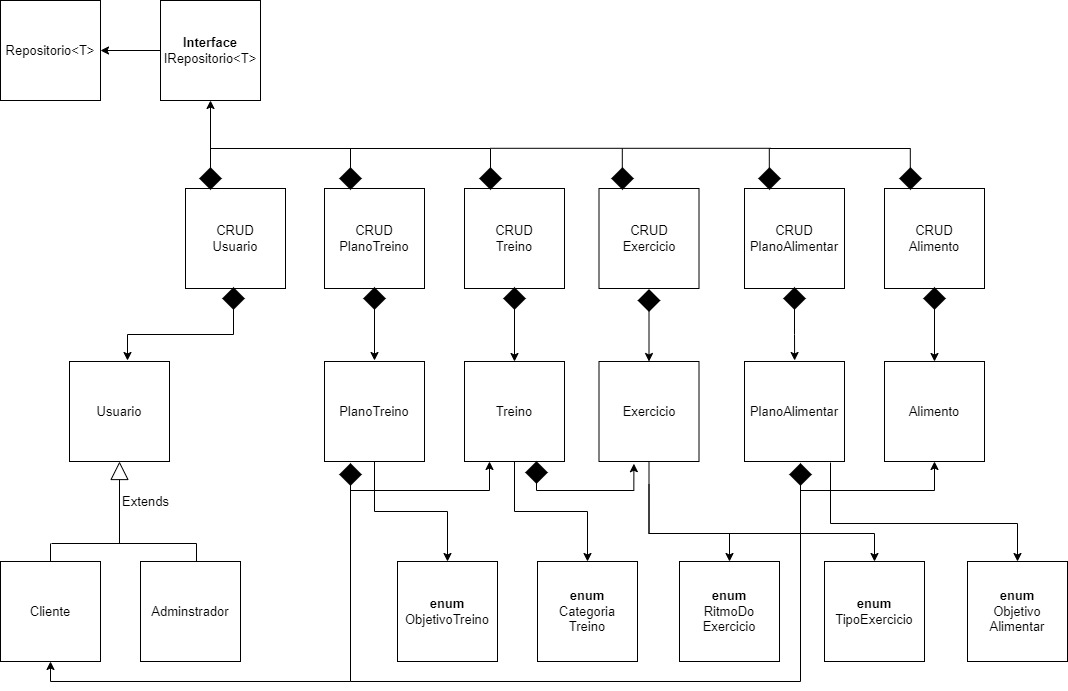 Repositorio<T>
Interface
IRepositorio<T>
CRUD
Usuario
CRUD
PlanoTreino
CRUD
Treino
CRUD
Exercicio
CRUD
PlanoAlimentar
CRUD
Alimento
Usuario
PlanoTreino
Treino
Exercicio
PlanoAlimentar
Alimento
Extends
Cliente
Adminstrador
enum
ObjetivoTreino
enum
Categoria
Treino
enum
RitmoDo
Exercicio
enum
TipoExercicio
enum
Objetivo
Alimentar